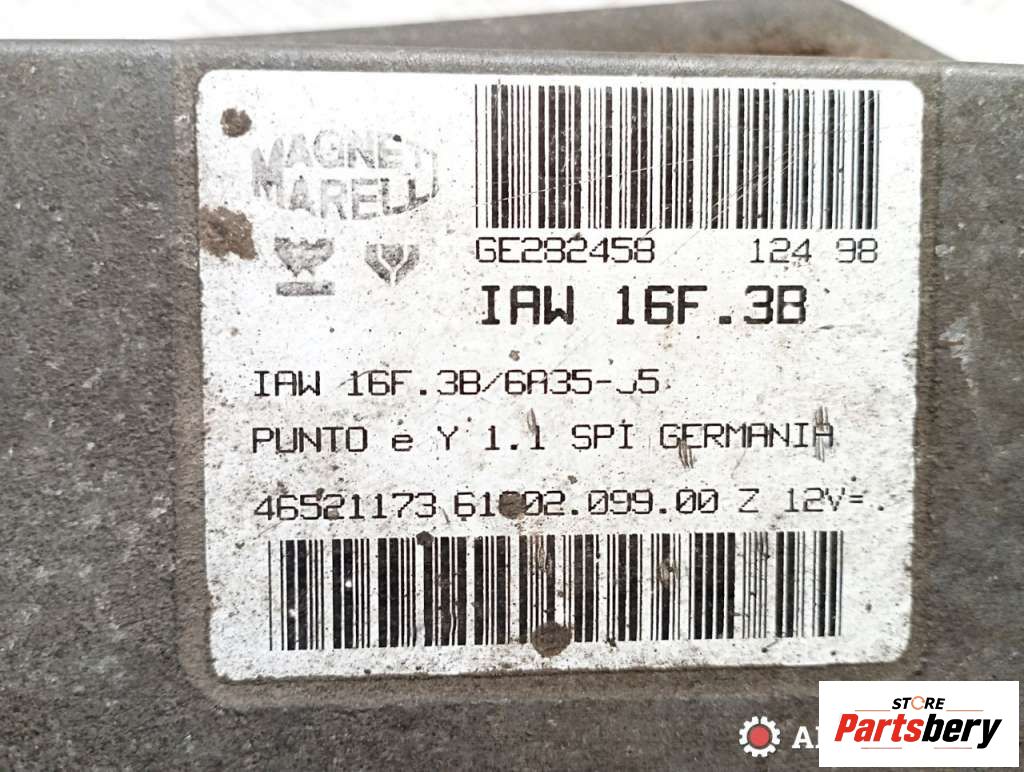 MAGNETI
MARELLI
GE282458 124 98
IAW 16F.3B
IAW 16F.3B/6A35-J5
PUNTO e Y 1.1 SPI GERMANIA
46521173 61602.099.00 Z 12V=.
STORE
Partsbery